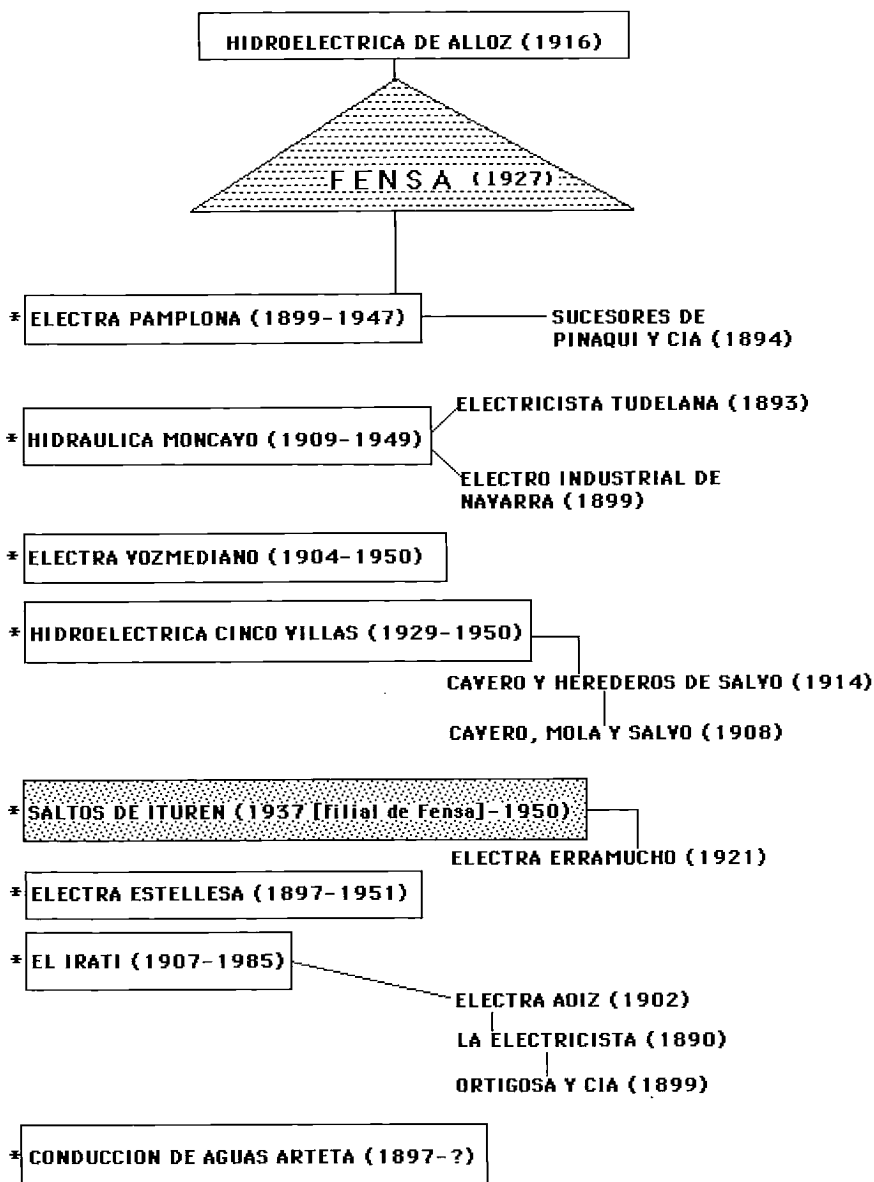 HIDROELECTRICA DE ALLOZ (1916)
FENSA (1927)
* ELECTRA PAMPLONA (1899-1947)
SUCESORES DE
PINAQUI Y CIA (1894)
ELECTRICISTA TUDELANA (1893)
* HIDRAULICA MONCAYO (1909-1949)
ELECTRO INDUSTRIAL DE
NAVARRA (1899)
* ELECTRA VOZMEDIANO (1904-1950)
* HIDROELECTRICA CINCO VILLAS (1929-1950)
CAVERO Y HEREDEROS DE SALVO (1914)
CAVERO, MOLA Y SALVO (1908)
* SALTOS DE ITUREN (1937 [filial de Fensa]-1950)
ELECTRA ERRAMUCHO (1921)
* ELECTRA ESTELLESA (1897-1951)
* EL IRATI (1907-1985)
ELECTRA AOIZ (1902)
LA ELECTRICISTA (1890)
ORTIGOSA Y CIA (1899)
* CONDUCCION DE AGUAS ARTETA (1897-?)